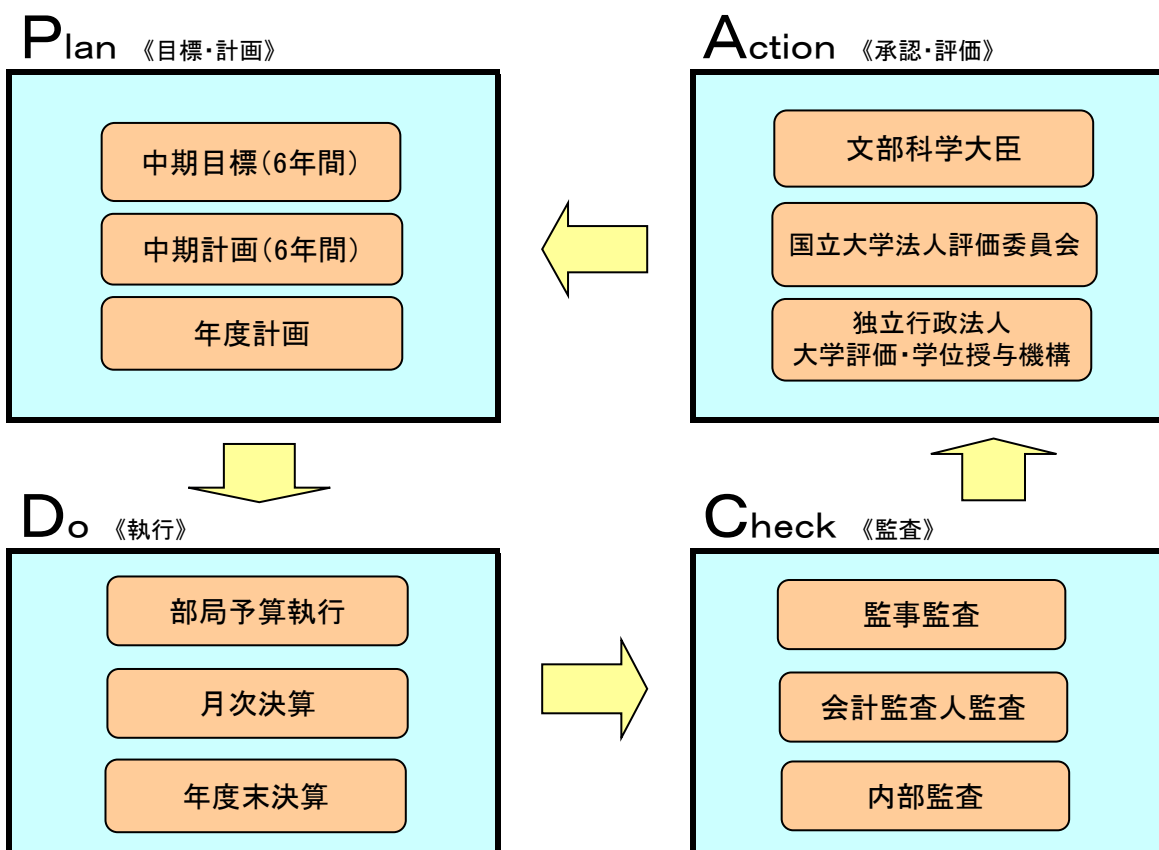 Plan 《目標・計画》
中期目標(6年間)
中期計画(6年間)
年度計画
Action 《承認・評価》
文部科学大臣
国立大学法人評価委員会
独立行政法人
大学評価・学位授与機構
Do 《執行》
部局予算執行
月次決算
年度末決算
Check 《監査》
監事監査
会計監査人監査
内部監査